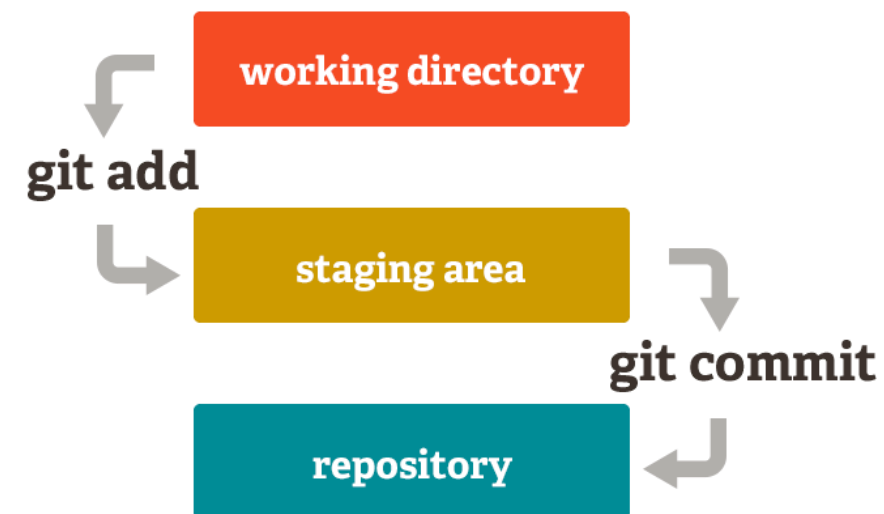 working directory
git add
staging area
git commit
repository